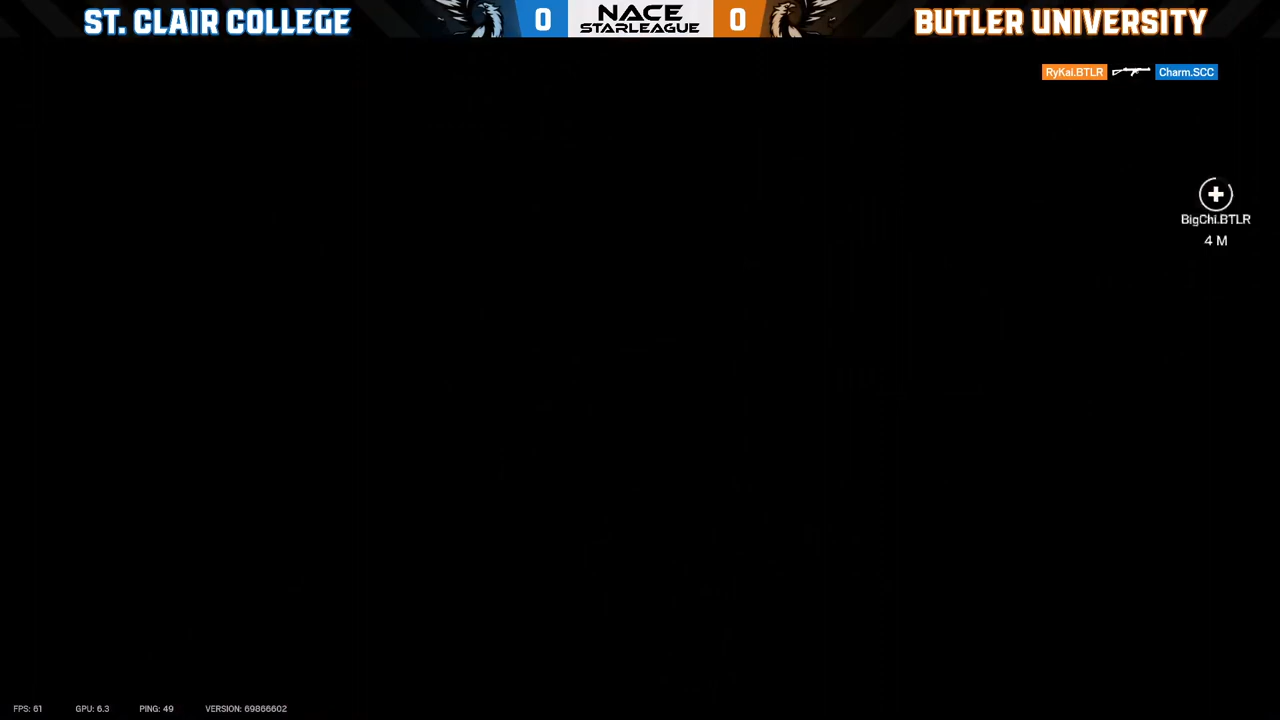 ST. CLAIR COLLEGE 0 NACE STARLEAGUE 0 BUTLER UNIVERSITY
RyKal.BTLR Charm.SCC
BigChi.BTLR
4 M
FPS: 61 GPU: 6.3 PING: 49 VERSION: 69866602